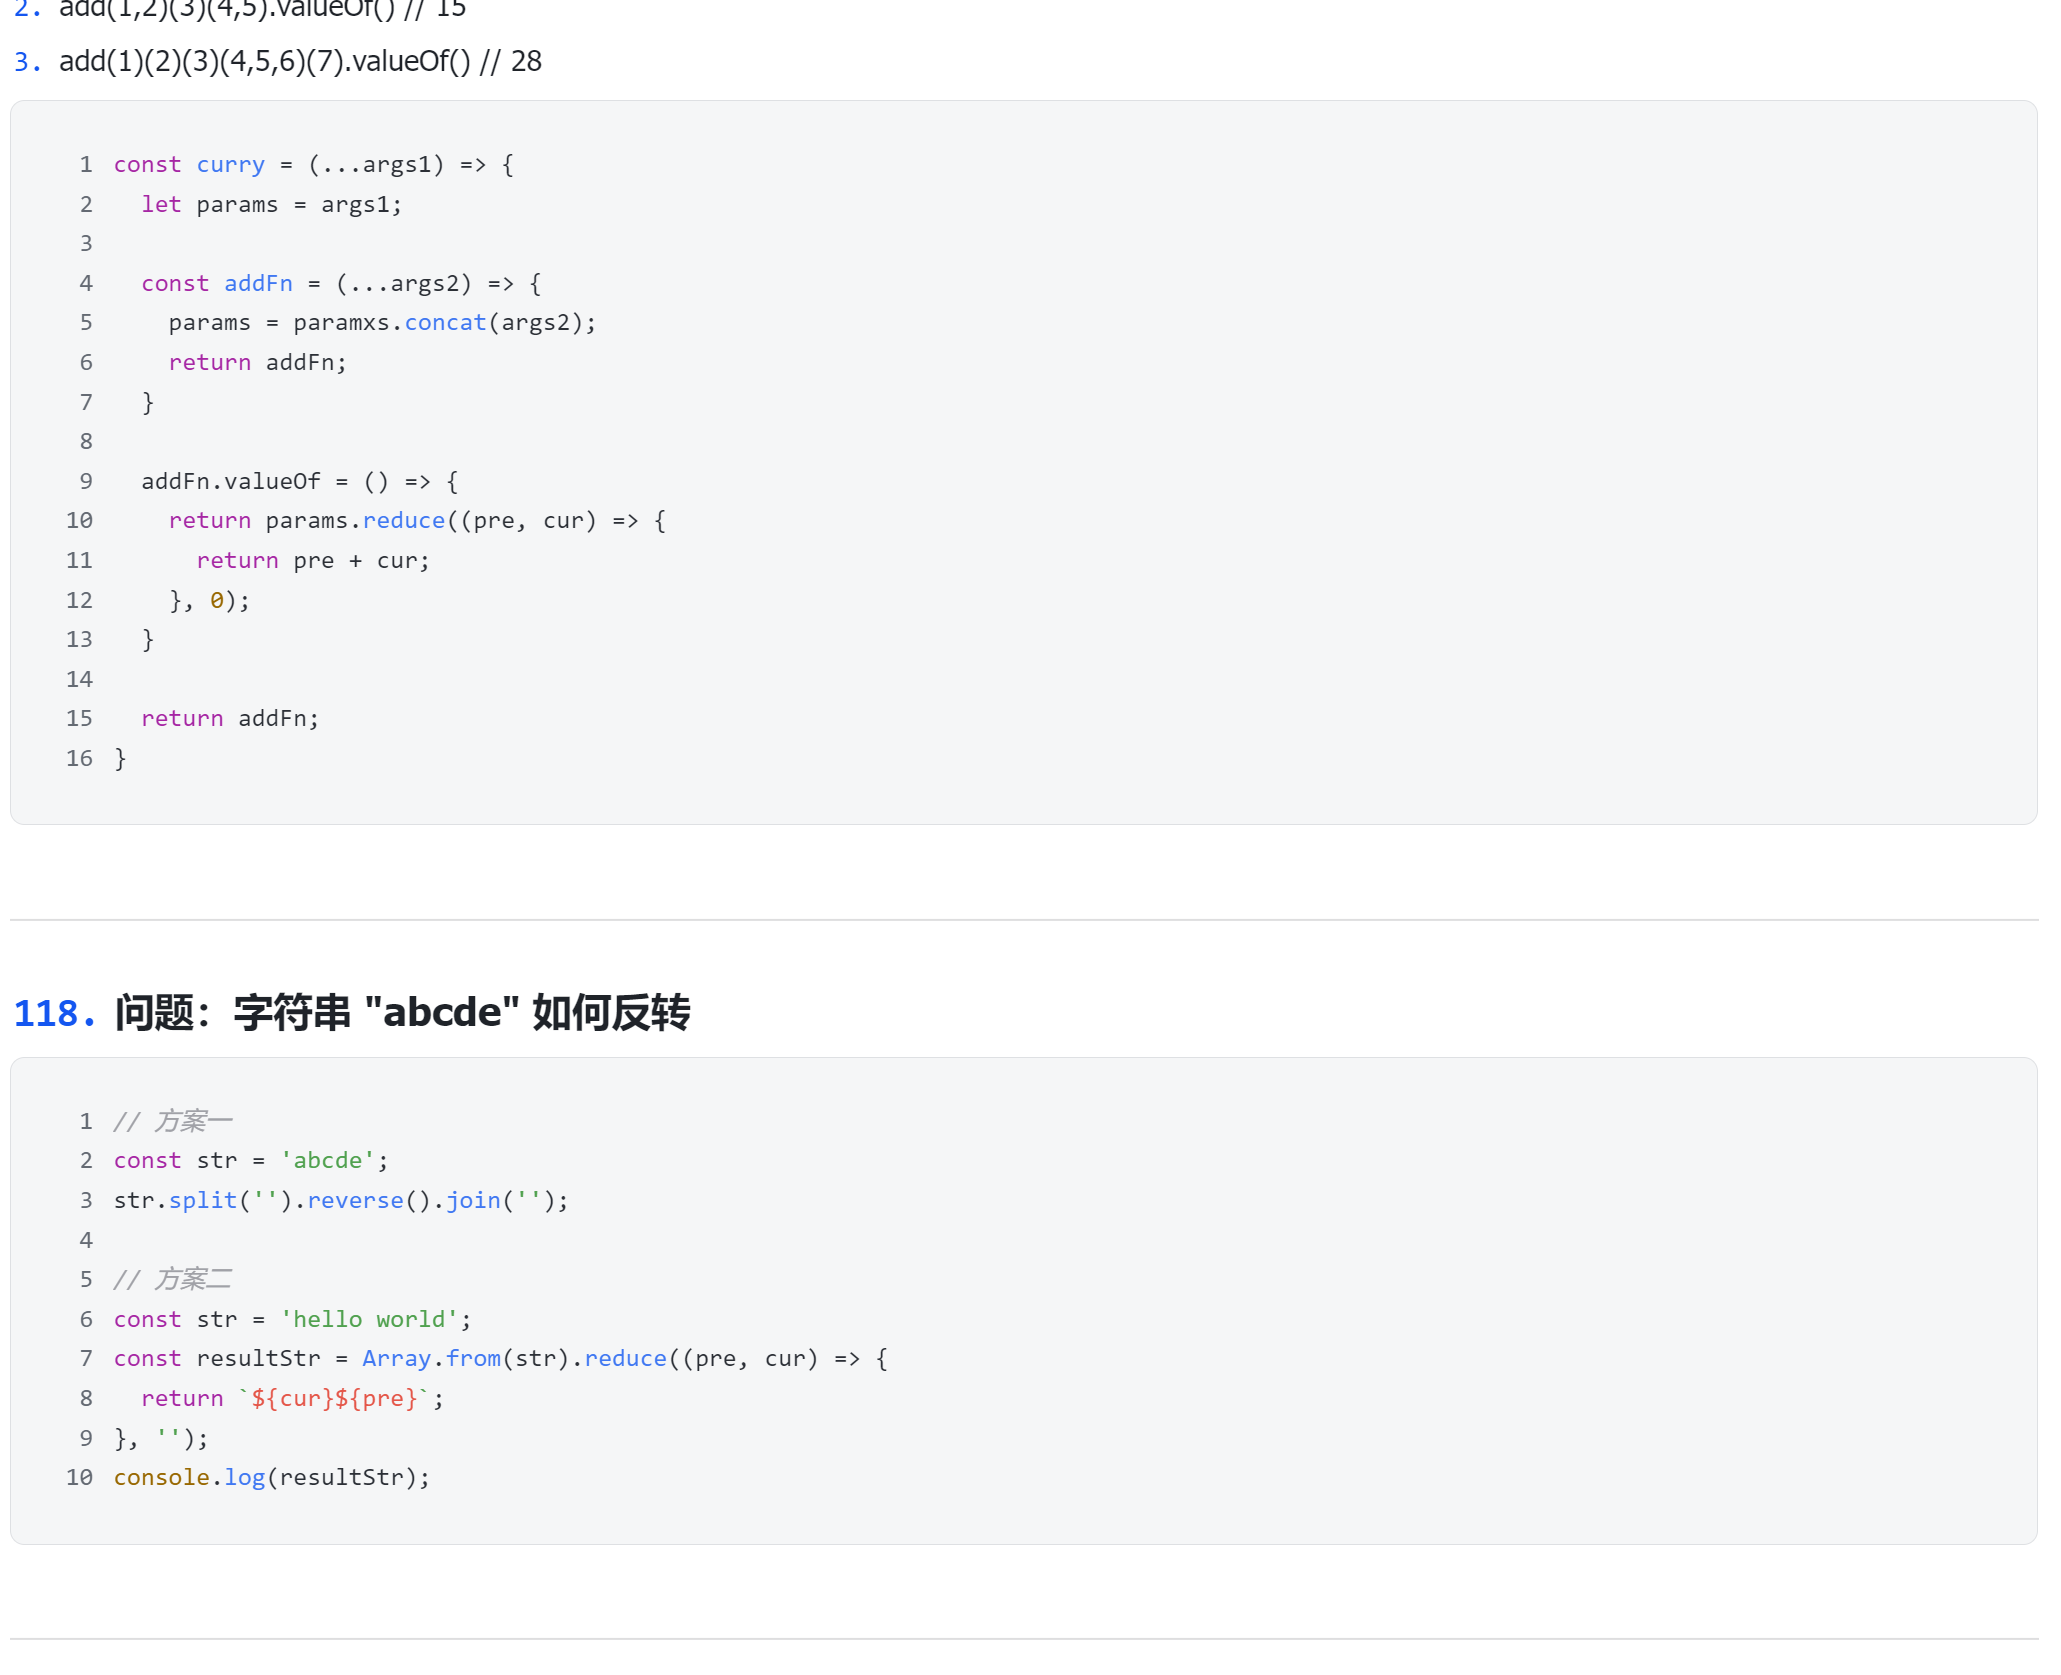 2. add(1,2)(3)(4,5).valueOf() // 15
3. add(1)(2)(3)(4,5,6)(7).valueOf() // 28
1 const curry = (...args1) => {
2   let params = args1;
3
4   const addFn = (...args2) => {
5     params = paramxs.concat(args2);
6     return addFn;
7   }
8
9   addFn.valueOf = () => {
10     return params.reduce((pre, cur) => {
11       return pre + cur;
12     }, 0);
13   }
14
15   return addFn;
16 }
118. 问题：字符串 "abcde" 如何反转
1 // 方案一
2 const str = 'abcde';
3 str.split('').reverse().join('');
4
5 // 方案二
6 const str = 'hello world';
7 const resultStr = Array.from(str).reduce((pre, cur) => {
8   return `${cur}${pre}`;
9 }, '');
10 console.log(resultStr);